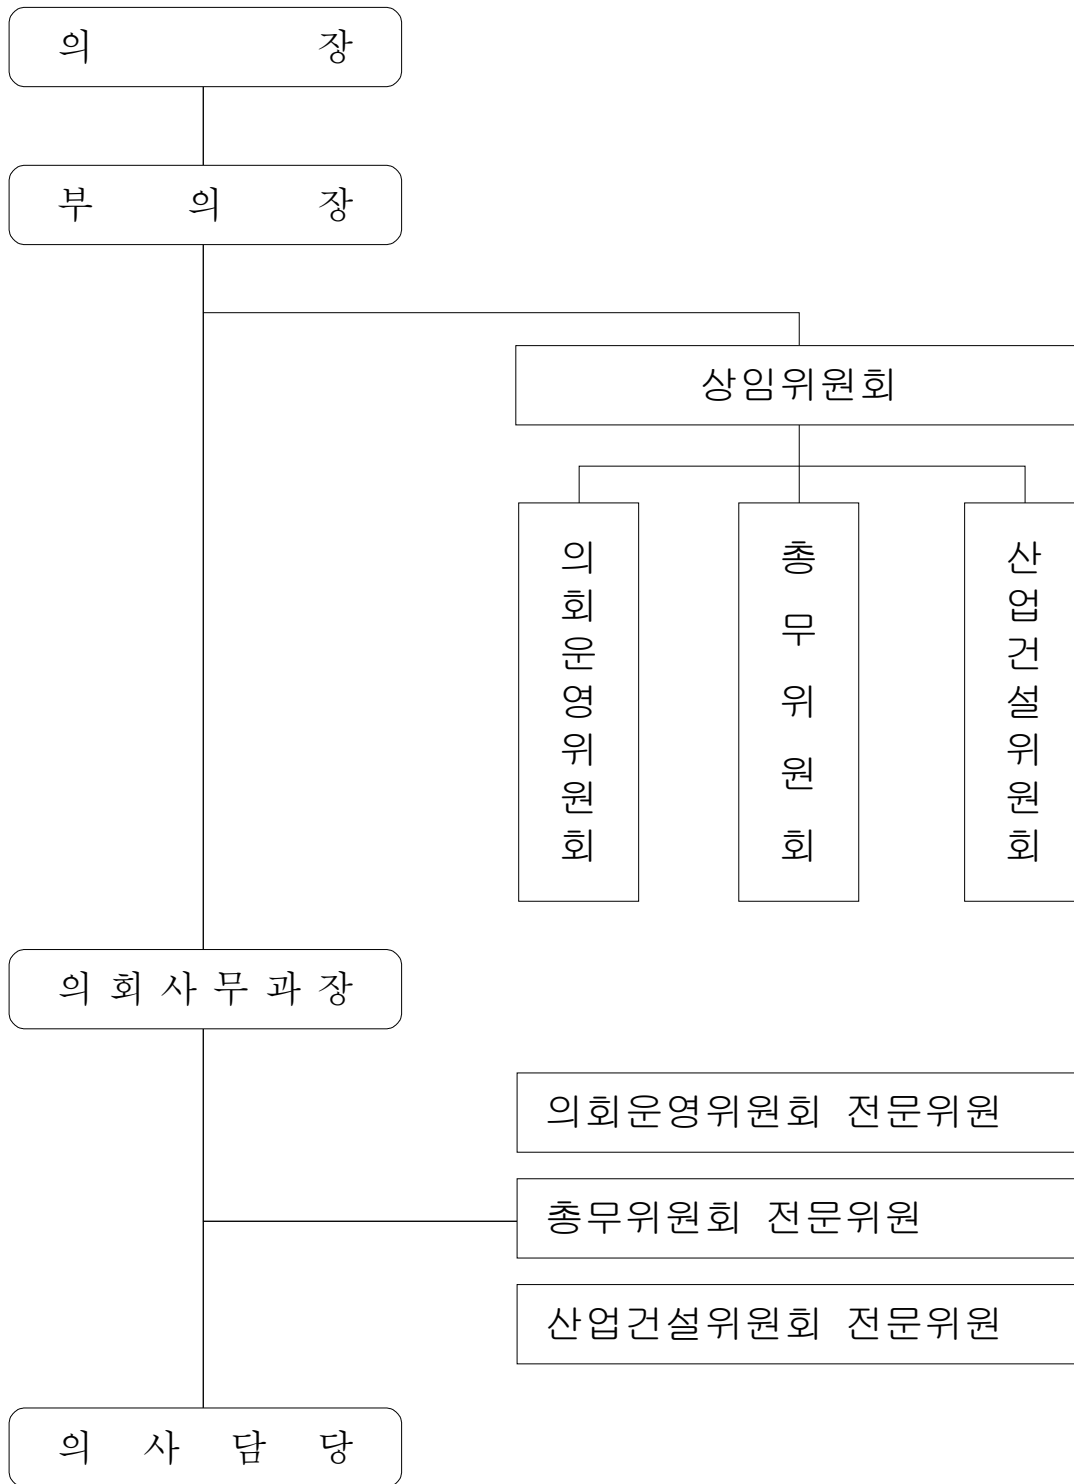 의 장
부 의 장
상임위원회
의회운영위원회
총무위원회
산업건설위원회
의회사무과장
의회운영위원회 전문위원
총무위원회 전문위원
산업건설위원회 전문위원
의 사 담 당